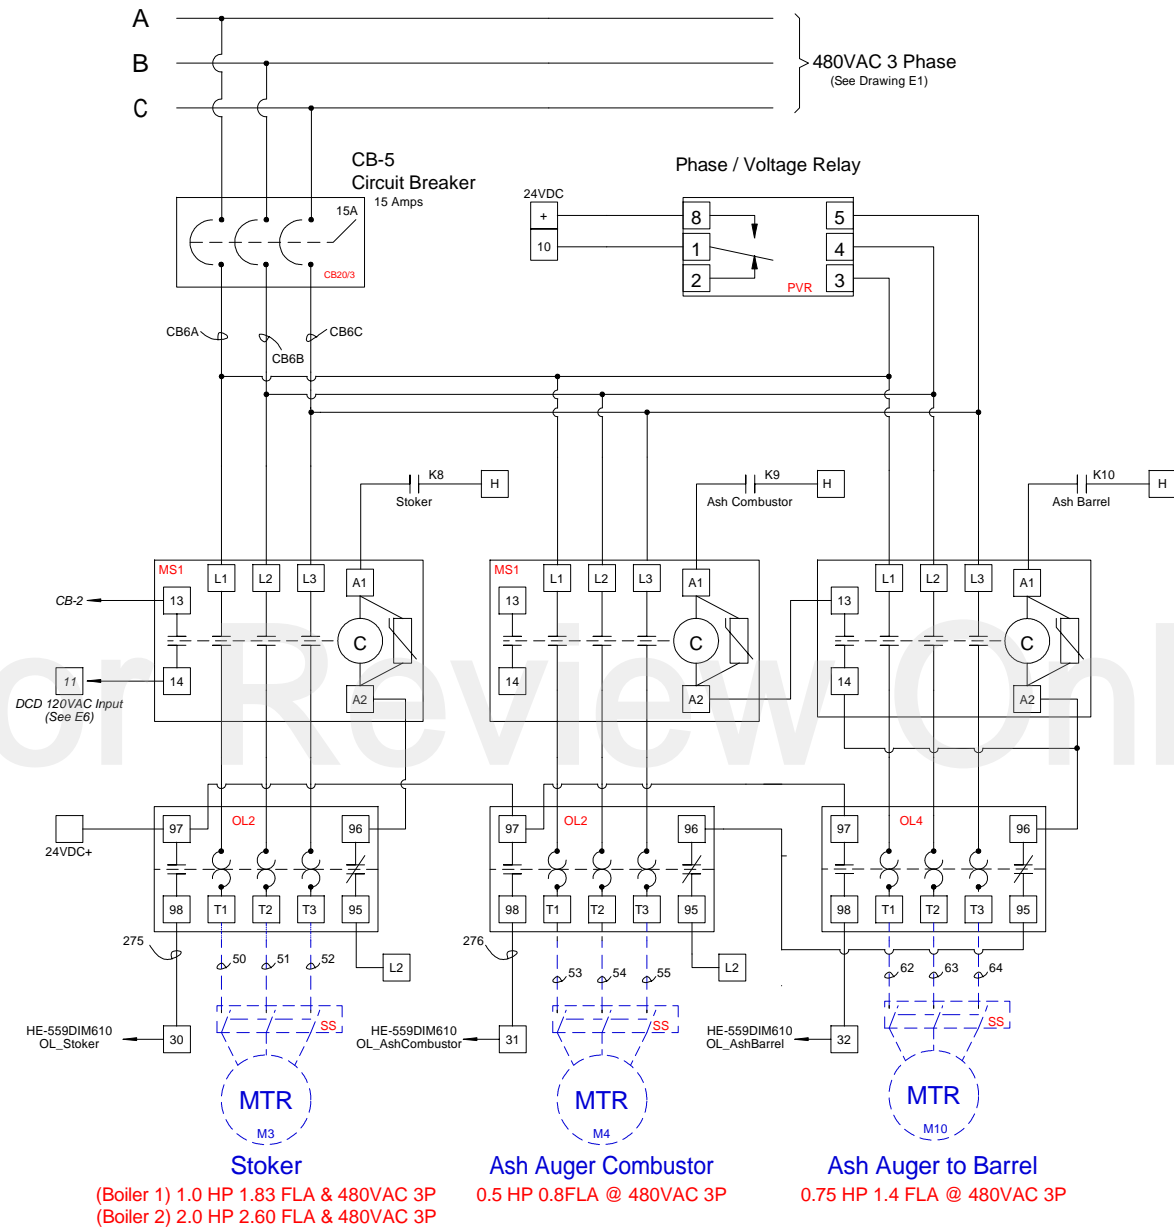 A
B
C
480VAC 3 Phase
(See Drawing E1)
CB-5
Circuit Breaker
15 Amps
15A
CB20/3
Phase / Voltage Relay
24VDC
+
10
8
1
2
5
4
3
PVR
CB6A
CB6B
CB6C
K8
Stoker
H
K9
Ash Combustor
H
K10
Ash Barrel
H
MS1
L1
L2
L3
A1
13
14
C
A2
CB-2
11
DCD 120VAC Input
(See E6)
MS1
L1
L2
L3
A1
13
14
C
A2
L1
L2
L3
A1
13
14
C
A2
For Review Onl
24VDC+
97
OL2
96
98
T1
T2
T3
95
97
OL2
96
98
T1
T2
T3
95
97
OL4
96
98
T1
T2
T3
95
275
50
51
52
L2
276
53
54
55
L2
62
63
64
HE-559DIM610
OL_Stoker
30
SS
HE-559DIM610
OL_AshCombustor
31
SS
HE-559DIM610
OL_AshBarrel
32
SS
MTR
M3
MTR
M4
MTR
M10
Stoker
(Boiler 1) 1.0 HP 1.83 FLA & 480VAC 3P
(Boiler 2) 2.0 HP 2.60 FLA & 480VAC 3P
Ash Auger Combustor
0.5 HP 0.8FLA @ 480VAC 3P
Ash Auger to Barrel
0.75 HP 1.4 FLA @ 480VAC 3P